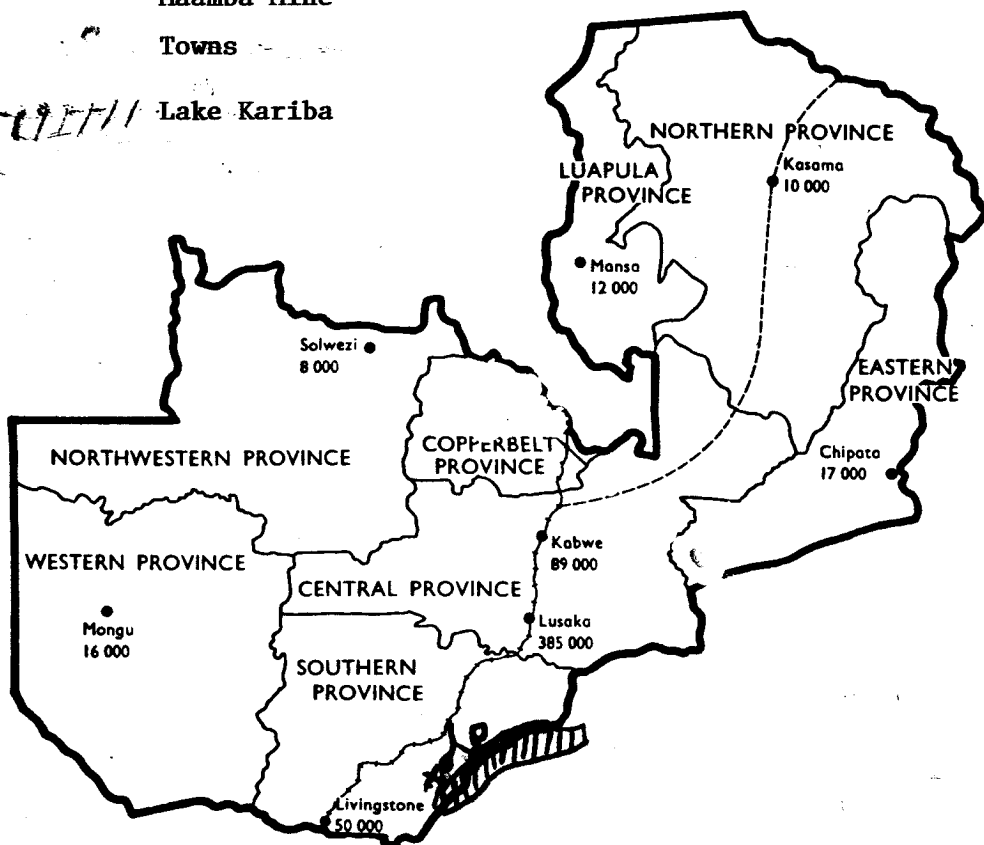 Maamba Mine
Towns
Lake Kariba
NORTHERN PROVINCE
Kasama
10 000
LUAPULA
PROVINCE
Mansa
12 000
Solwezi
8 000
EASTERN
PROVINCE
COPPERBELT
PROVINCE
NORTHWESTERN PROVINCE
Chipata
17 000
Kabwe
89 000
WESTERN PROVINCE
CENTRAL PROVINCE
Mongu
16 000
Lusaka
385 000
SOUTHERN
PROVINCE
Livingstone
50 000